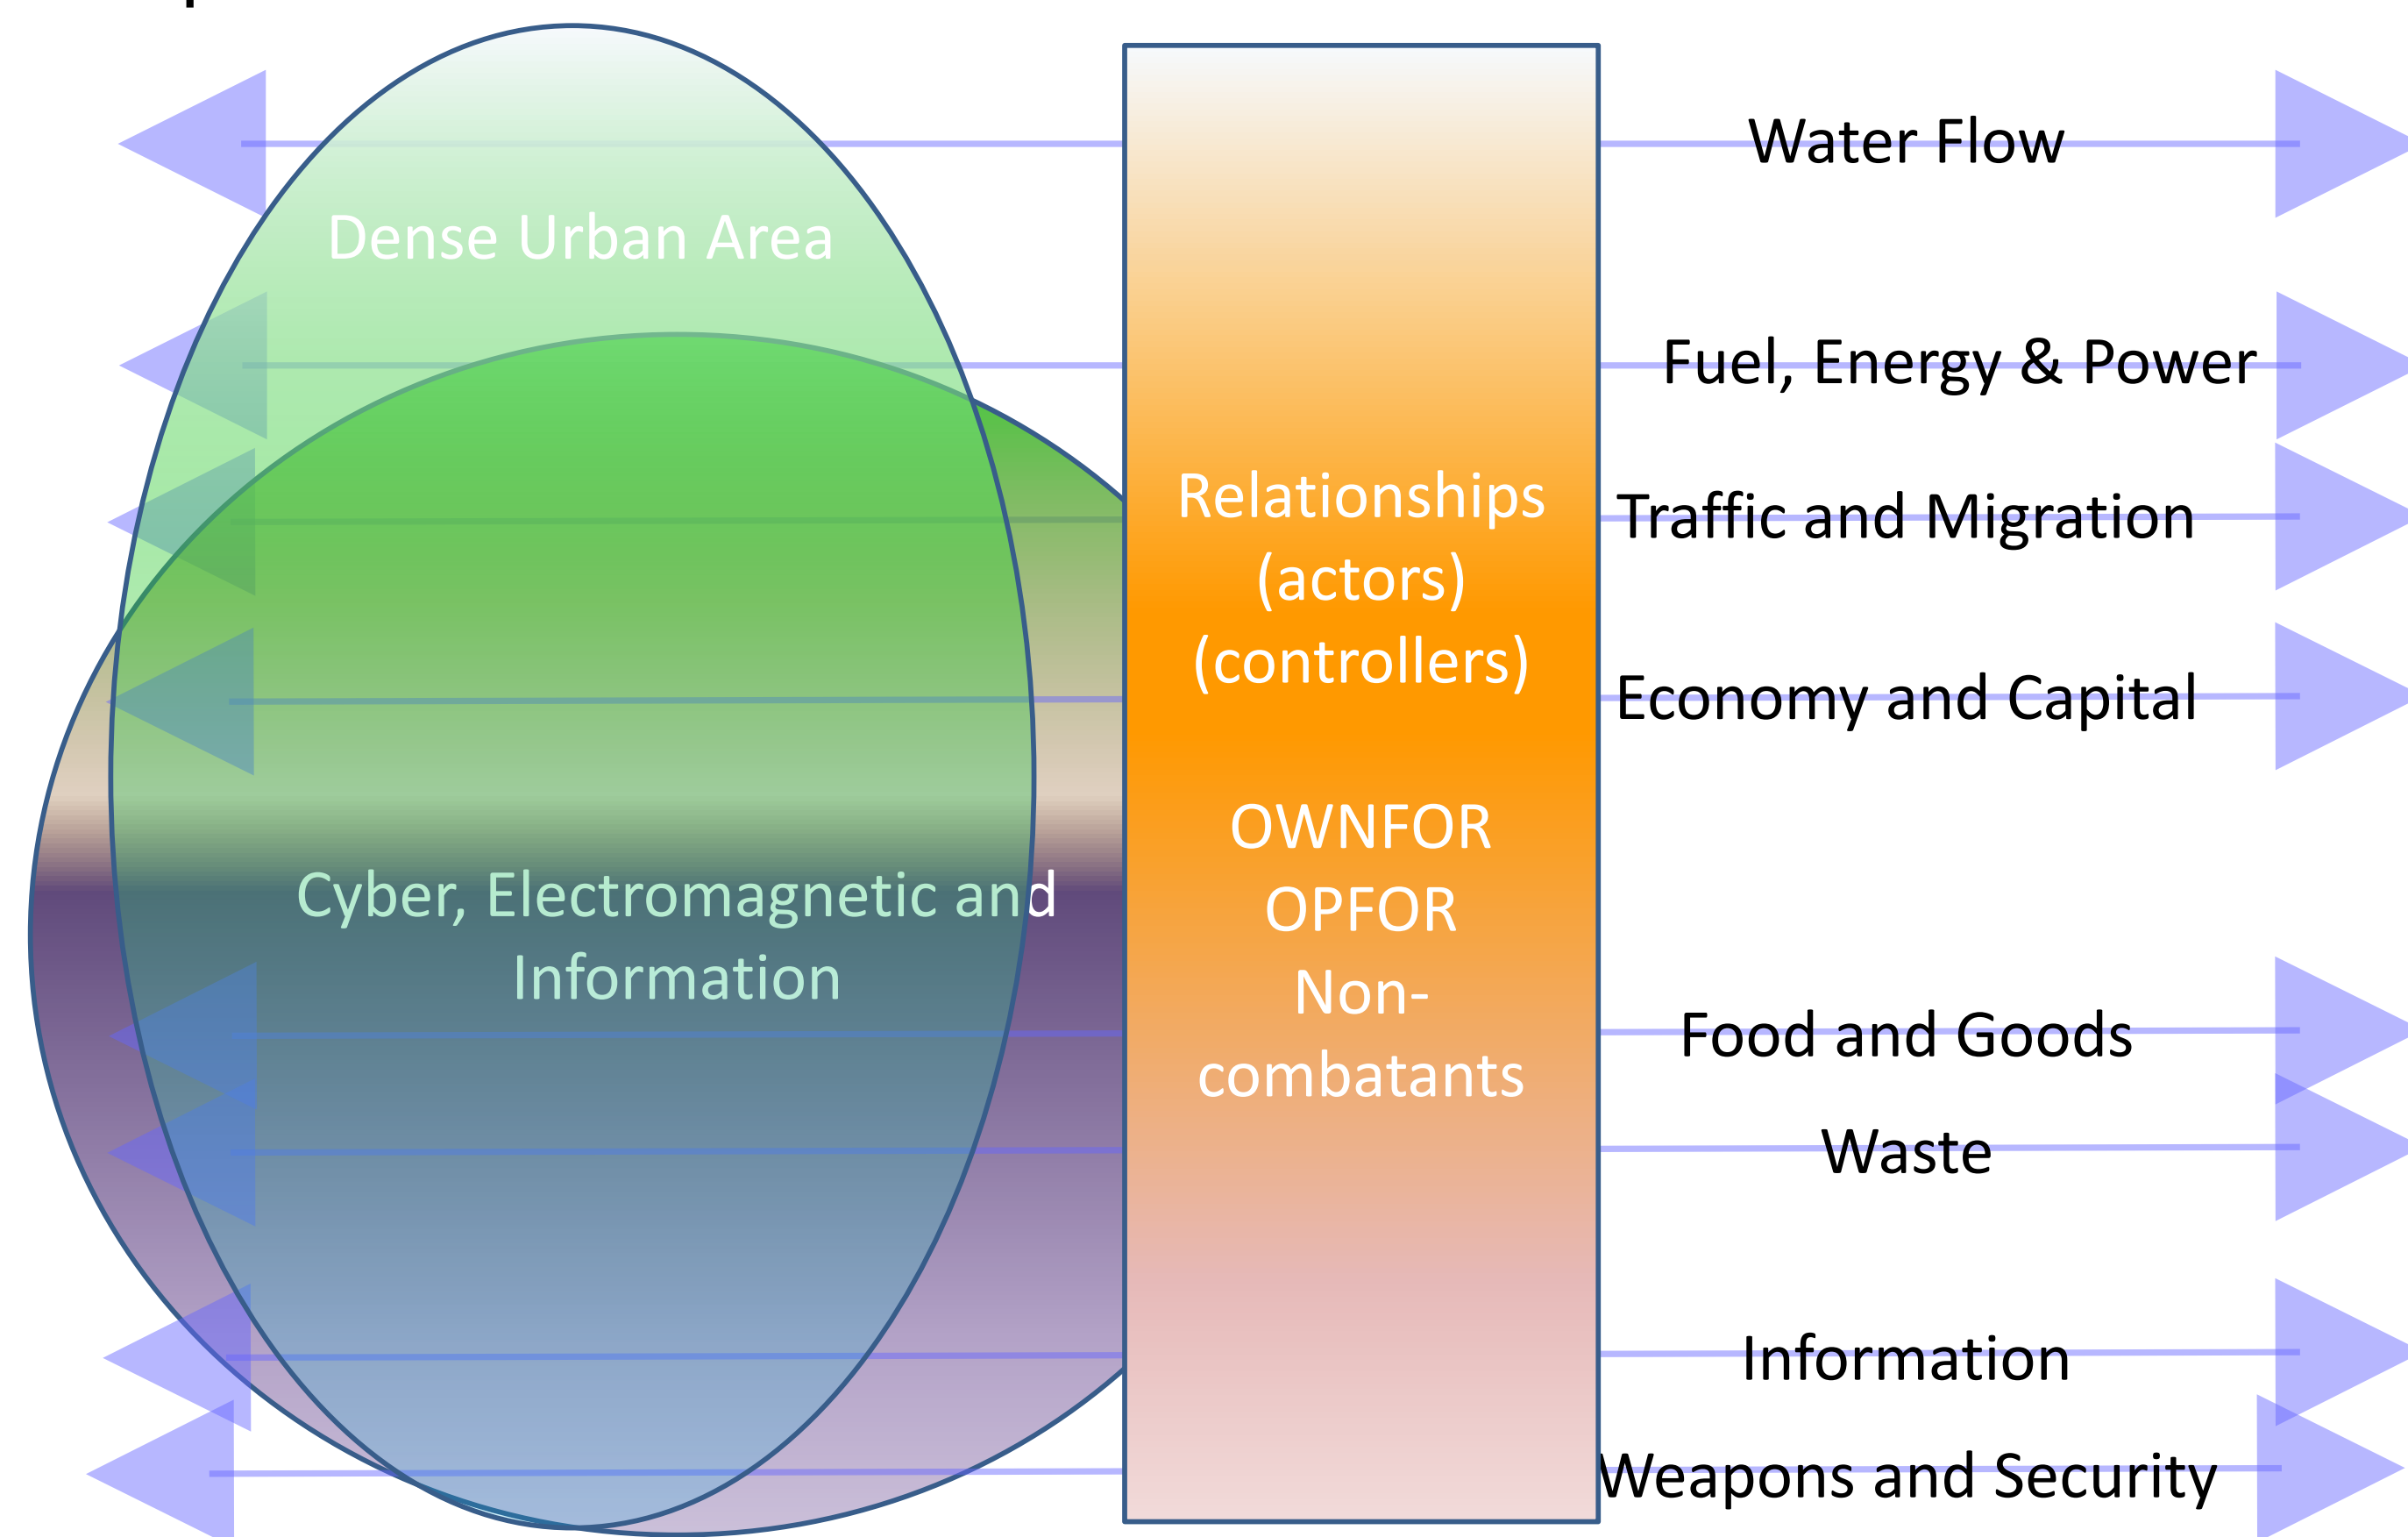 Dense Urban Area
Cyber, Electromagnetic and
Information
Relationships
(actors)
(controllers)
OWNFOR
OPFOR
Non-
combatants
Water Flow
Fuel, Energy & Power
Traffic and Migration
Economy and Capital
Food and Goods
Waste
Information
Weapons and Security